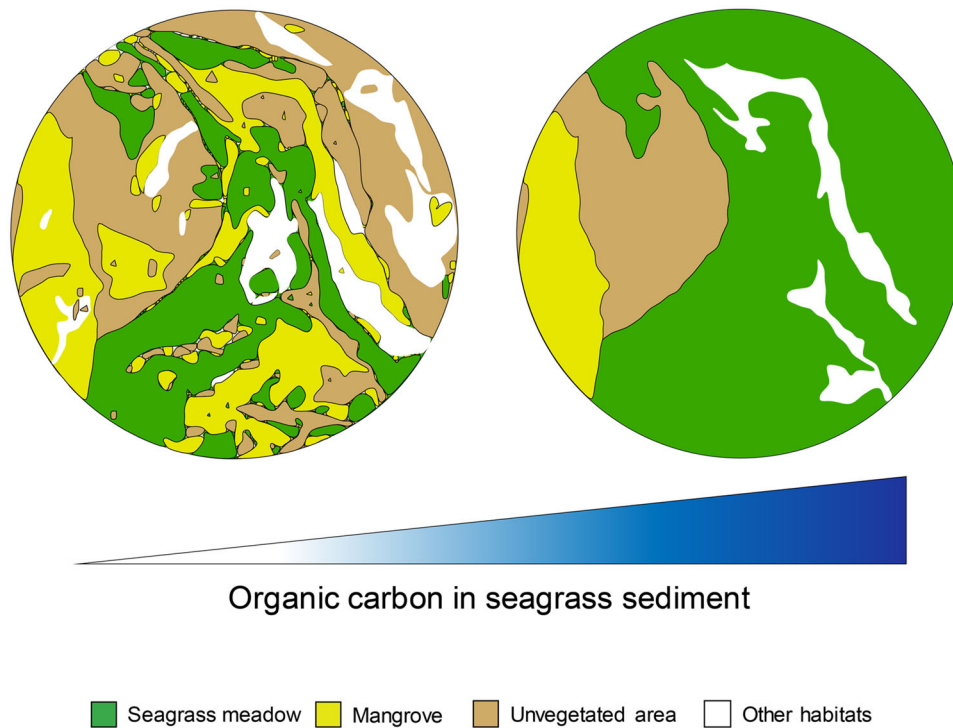 Organic carbon in seagrass sediment
Seagrass meadow Mangrove Unvegetated area Other habitats